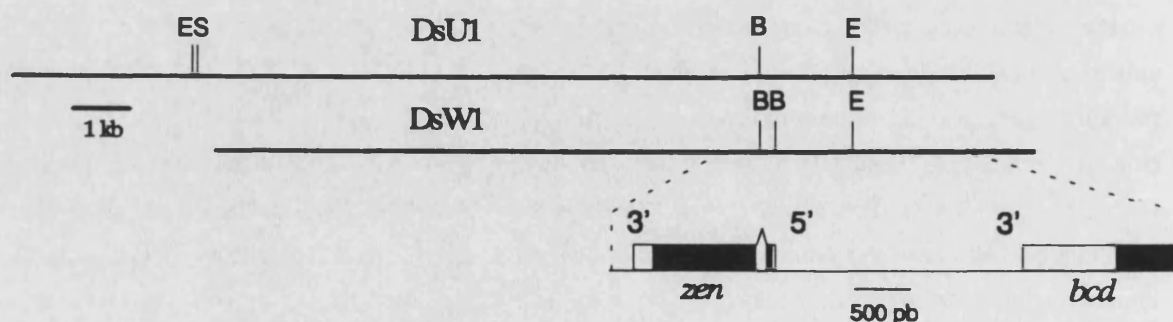 ES DsU1 B E
1 kb DsW1 BB E
3' 5' 3'
zen bcd
500 pb